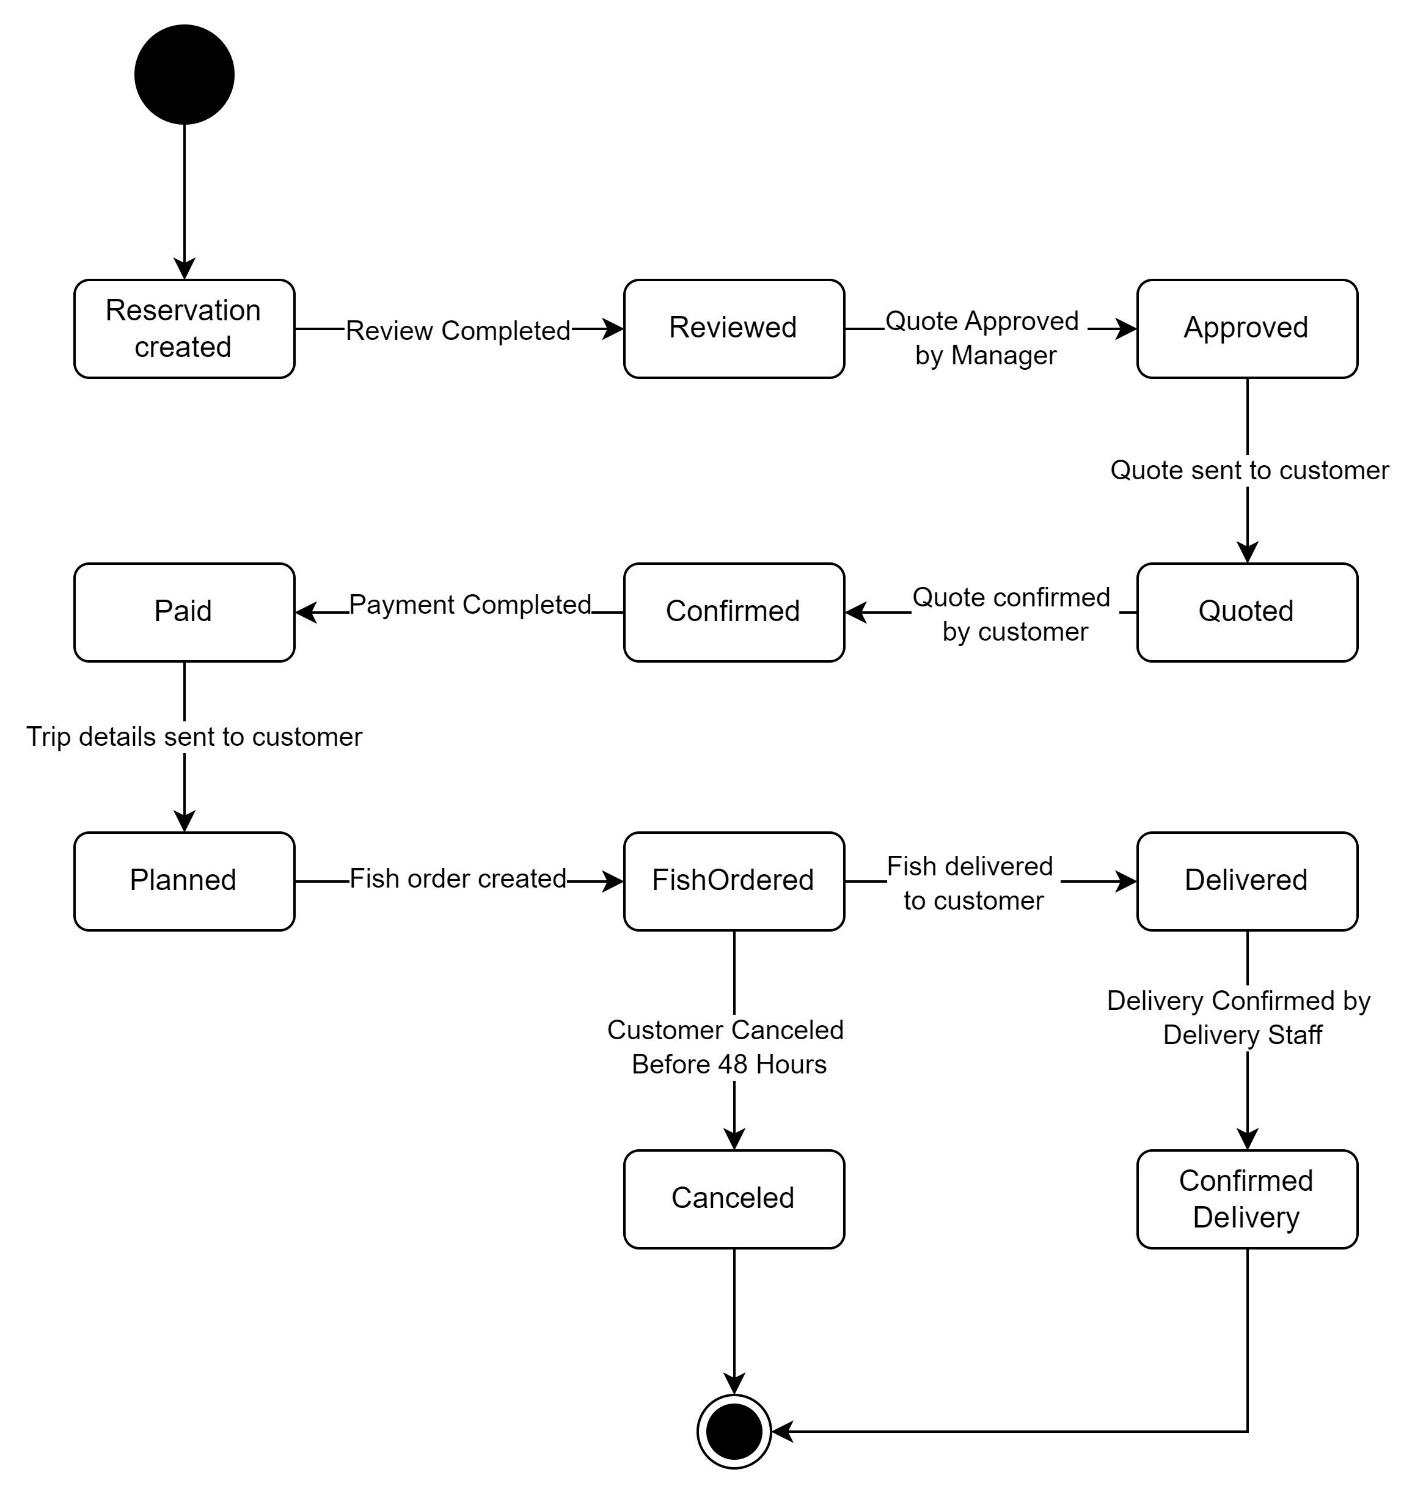 Reservation
created
Review Completed
Reviewed
Quote Approved
by Manager
Approved
Quote sent to customer
Quoted
Quote confirmed
by customer
Confirmed
Payment Completed
Paid
Trip details sent to customer
Planned
Fish order created
FishOrdered
Fish delivered
to customer
Delivered
Customer Canceled
Before 48 Hours
Delivery Confirmed by
Delivery Staff
Canceled
Confirmed
Delivery